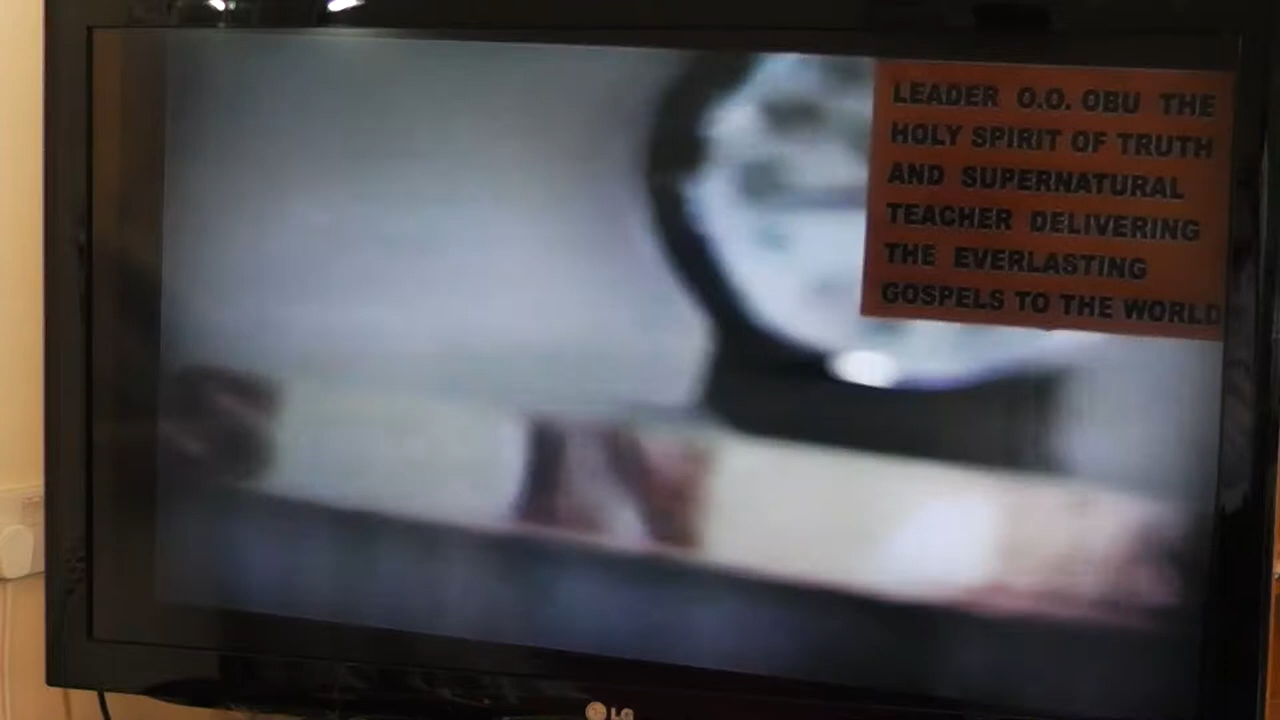 LEADER O.O. OBU THE
HOLY SPIRIT OF TRUTH
AND SUPERNATURAL
TEACHER DELIVERING
THE EVERLASTING
GOSPELS TO THE WORLD
LG